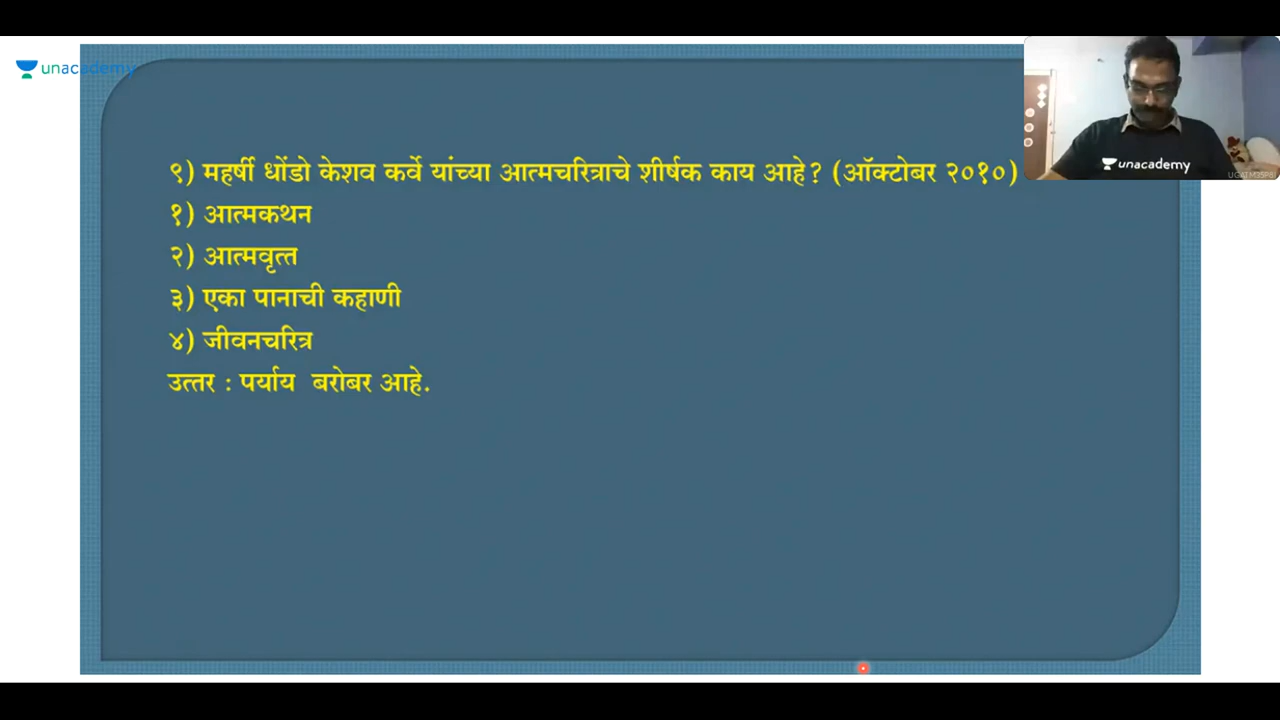 unacademy
९) महर्षी धोंडो केशव कर्वे यांच्या आत्मचरित्राचे शीर्षक काय आहे? (ऑक्टोबर २०१०)
१) आत्मकथन
२) आत्मवृत्त
३) एका पानाची कहाणी
४) जीवनचरित्र
उत्तर : पर्याय बरोबर आहे.
unacademy